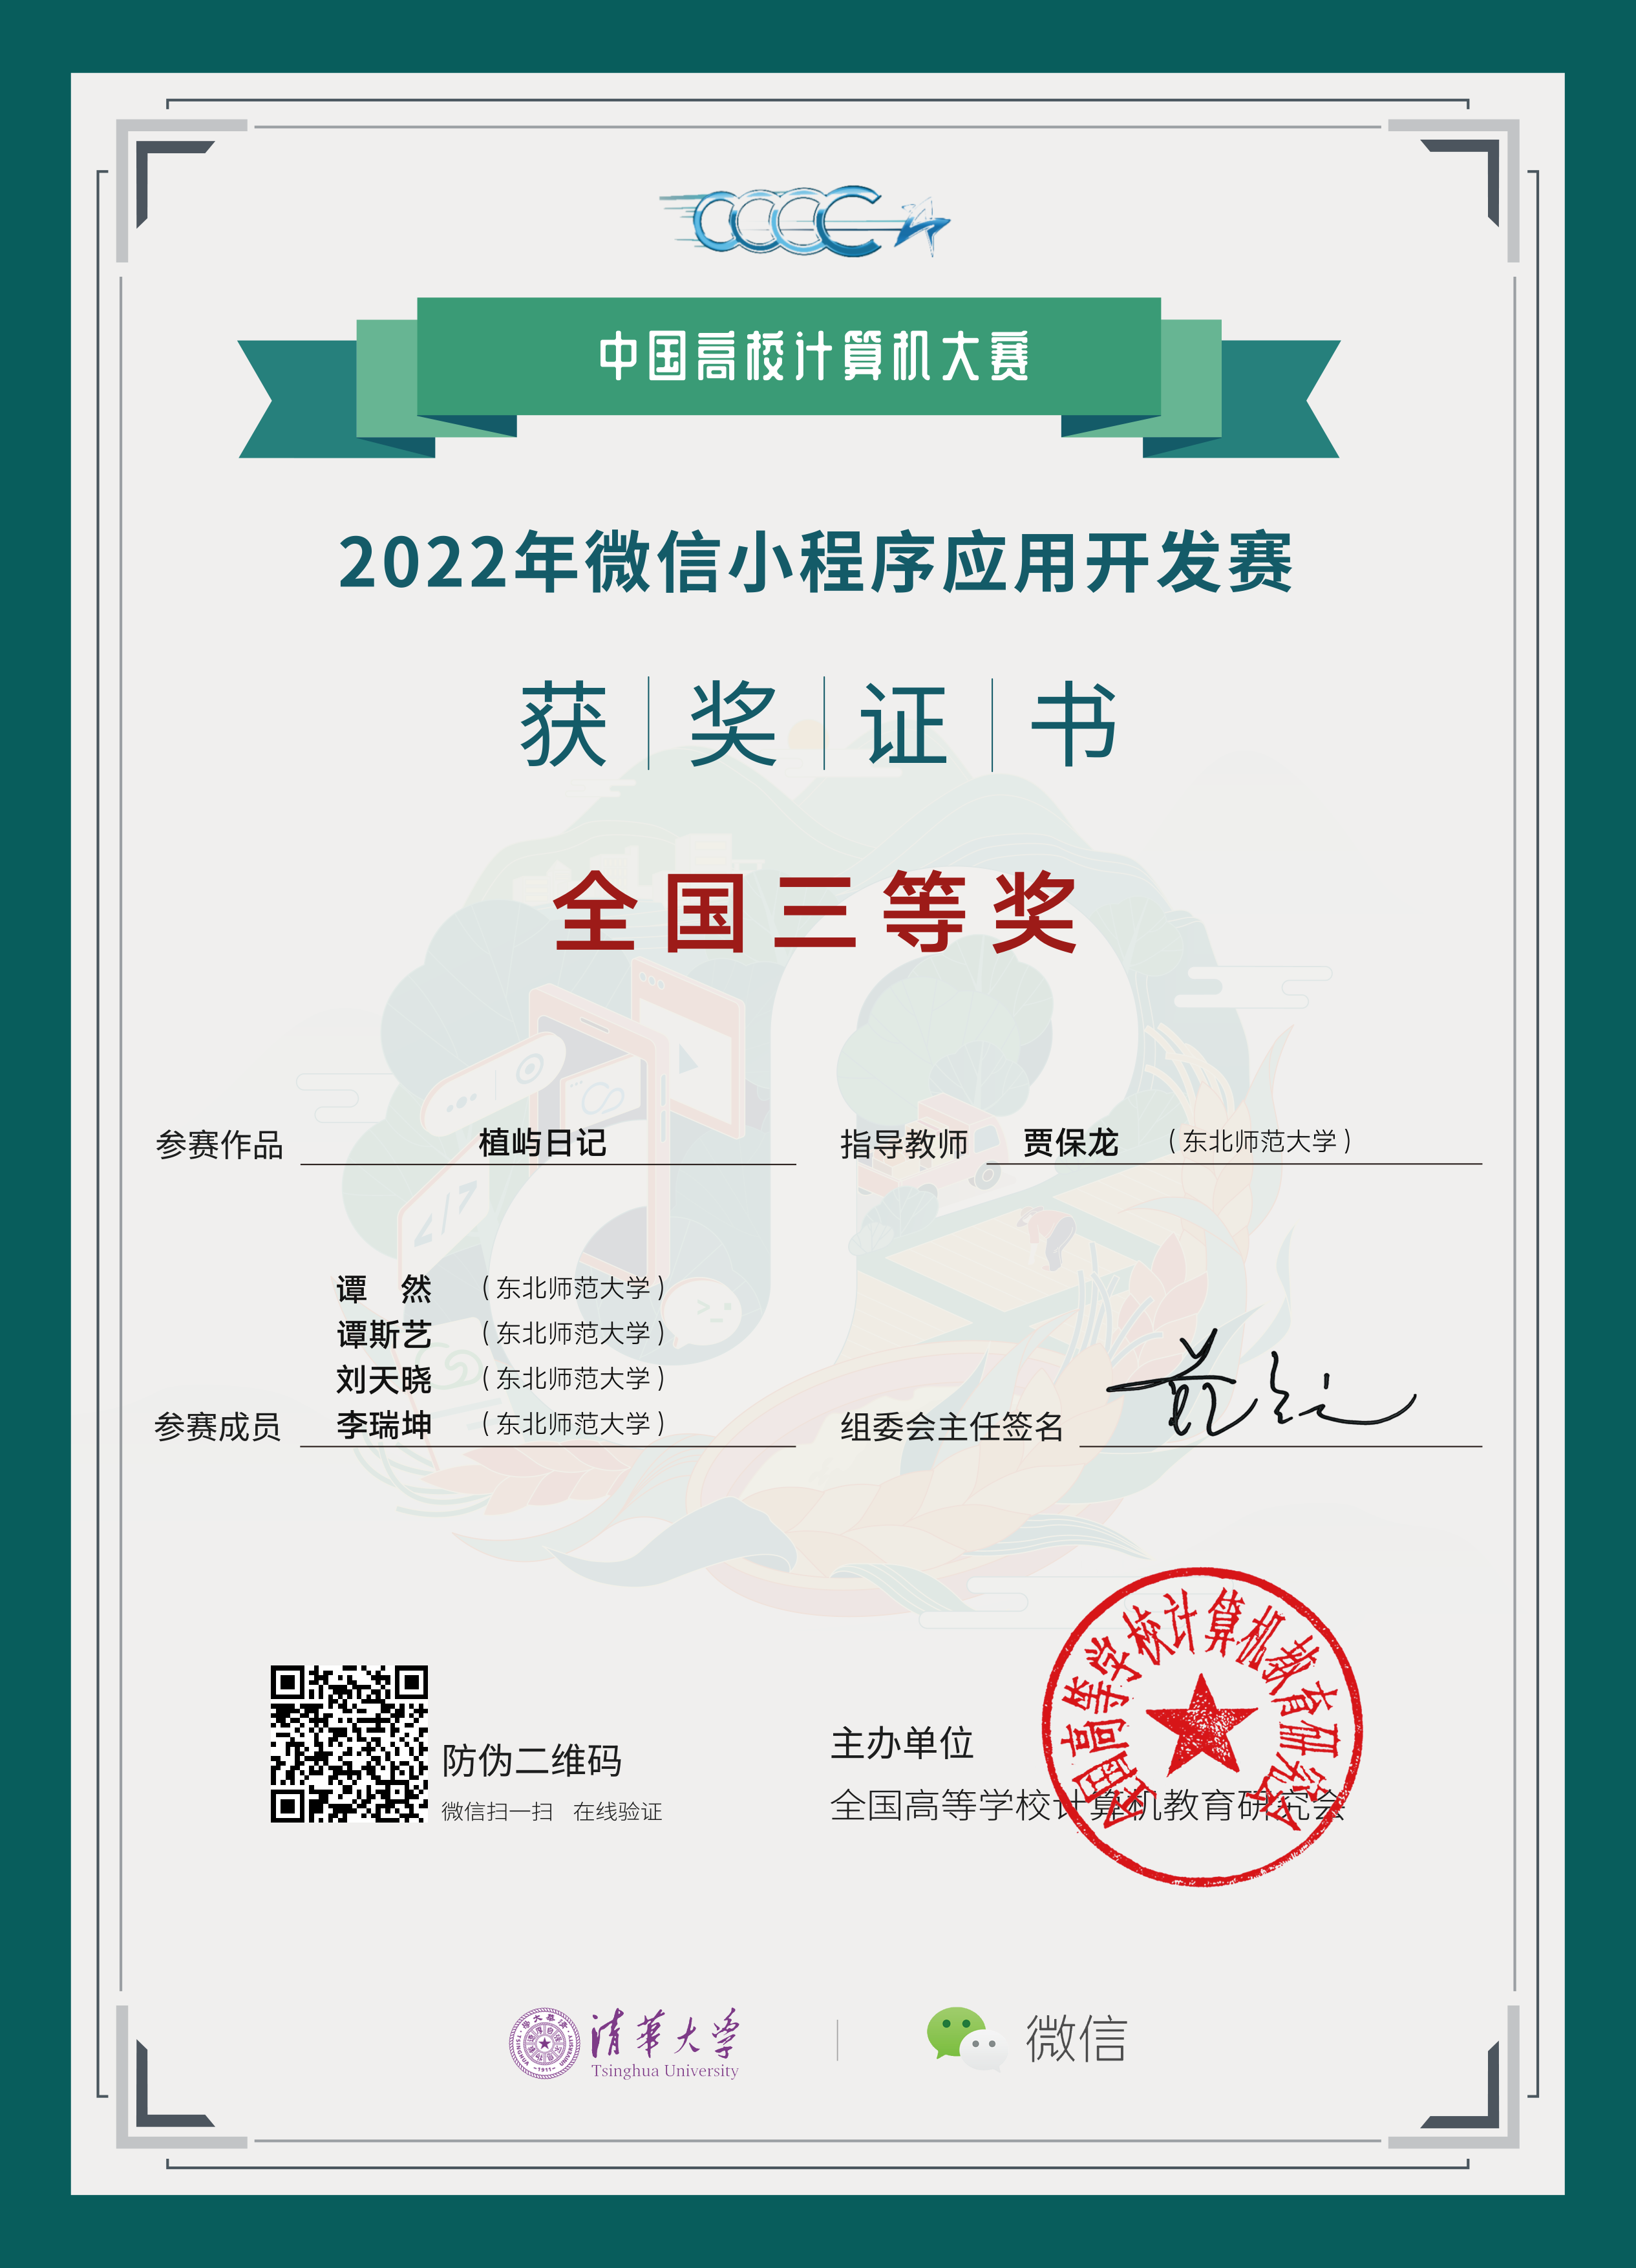 CCCC
中国高校计算机大赛
2022年微信小程序应用开发赛
获奖证书
全国三等奖
参赛作品 植屿日记
指导教师 贾保龙 (东北师范大学)
谭 然 (东北师范大学)
谭斯艺 (东北师范大学)
刘天晓 (东北师范大学)
参赛成员 李瑞坤 (东北师范大学)
组委会主任签名
防伪二维码
微信扫一扫 在线验证
主办单位
全国高等学校计算机教育研究会
全国高等学校计算机教育研究会
清華大学
Tsinghua University
微信